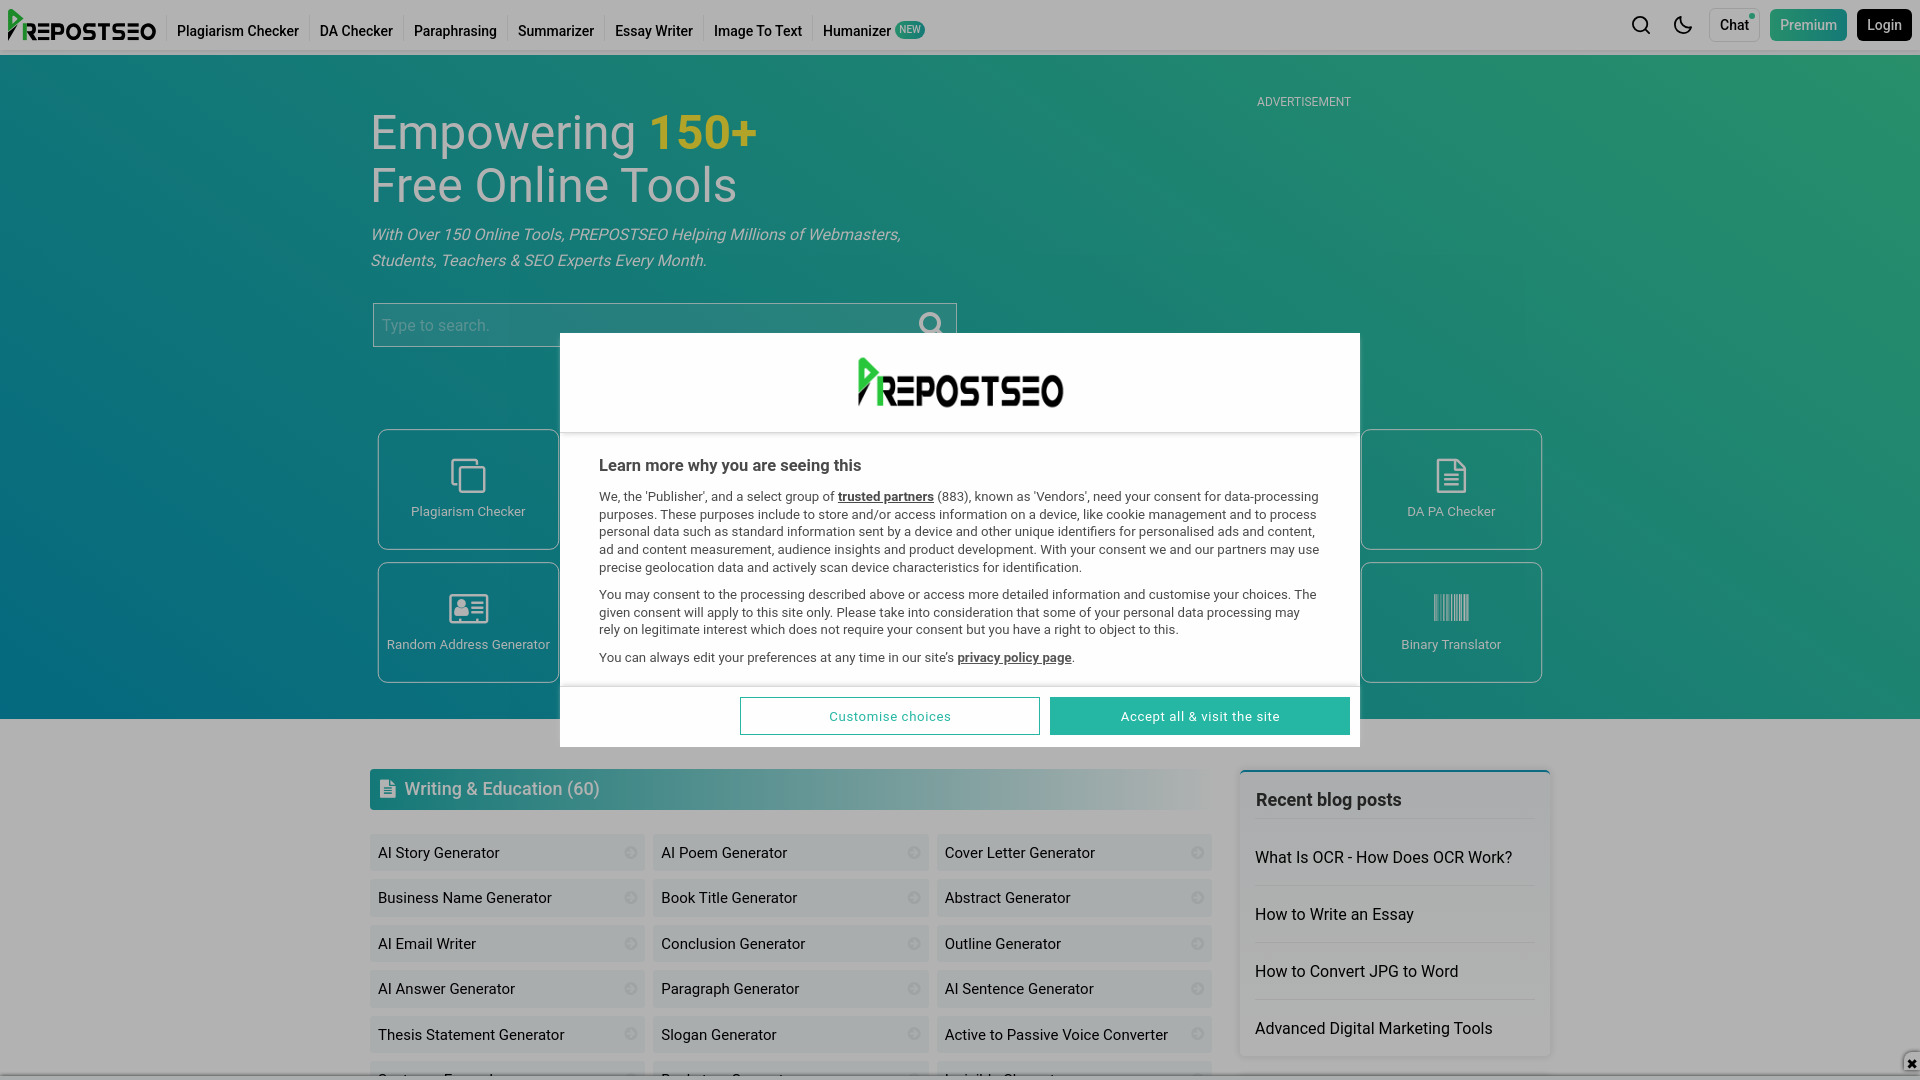 PREPOSTSEO
Plagiarism Checker
DA Checker
Paraphrasing
Summarizer
Essay Writer
Image To Text
Humanizer NEW
Chat
Premium
Login
ADVERTISEMENT
Empowering 150+
Free Online Tools
With Over 150 Online Tools, PREPOSTSEO Helping Millions of Webmasters,
Students, Teachers & SEO Experts Every Month.
Type to search.
Plagiarism Checker
DA PA Checker
Random Address Generator
Binary Translator
PREPOSTSEO
Learn more why you are seeing this
We, the 'Publisher', and a select group of trusted partners (883), known as 'Vendors', need your consent for data-processing
purposes. These purposes include to store and/or access information on a device, like cookie management and to process
personal data such as standard information sent by a device and other unique identifiers for personalised ads and content,
ad and content measurement, audience insights and product development. With your consent we and our partners may use
precise geolocation data and actively scan device characteristics for identification.
You may consent to the processing described above or access more detailed information and customise your choices. The
given consent will apply to this site only. Please take into consideration that some of your personal data processing may
rely on legitimate interest which does not require your consent but you have a right to object to this.
You can always edit your preferences at any time in our site’s privacy policy page.
Customise choices
Accept all & visit the site
Writing & Education (60)
AI Story Generator
AI Poem Generator
Cover Letter Generator
Business Name Generator
Book Title Generator
Abstract Generator
AI Email Writer
Conclusion Generator
Outline Generator
AI Answer Generator
Paragraph Generator
AI Sentence Generator
Thesis Statement Generator
Slogan Generator
Active to Passive Voice Converter
Recent blog posts
What Is OCR - How Does OCR Work?
How to Write an Essay
How to Convert JPG to Word
Advanced Digital Marketing Tools